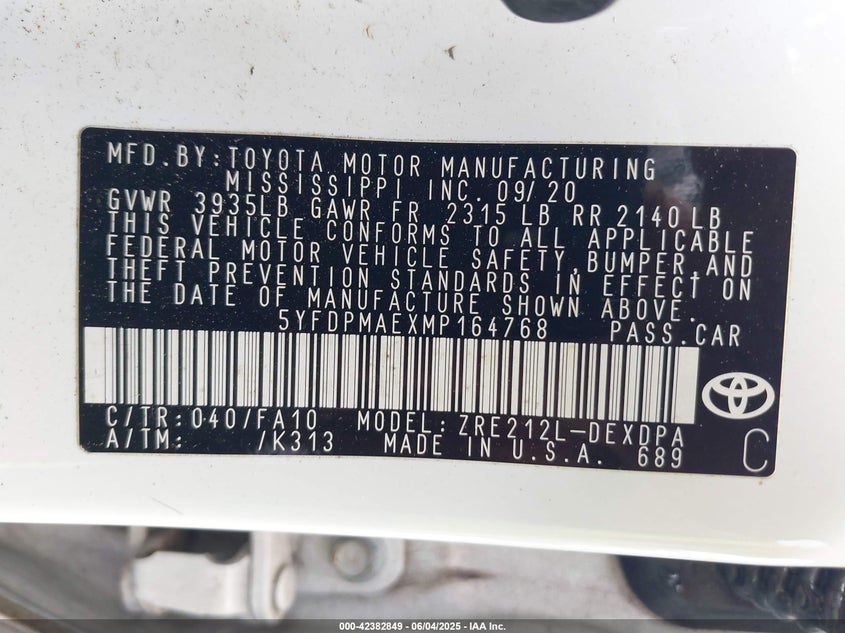 MFD.BY:TOYOTA MOTOR MANUFACTURING
MISSISSIPPI INC. 09/20
GVWR 3935LB GAWR FR 2315LB RR 2140LB
THIS VEHICLE CONFORMS TO ALL APPLICABLE
FEDERAL MOTOR VEHICLE SAFETY,BUMPER,AND
THEFT PREVENTION STANDARDS IN EFFECT ON
THE DATE OF MANUFACTURE SHOWN ABOVE.
5YFDPMAEXMP164768 PASS.CAR
C/TR:040/FA10 MODEL:ZRE212L-DEXDPA
A/TM: /K313 MADE IN U.S.A. 689 C
000-42382849 - 06/04/2025 - IAA Inc.